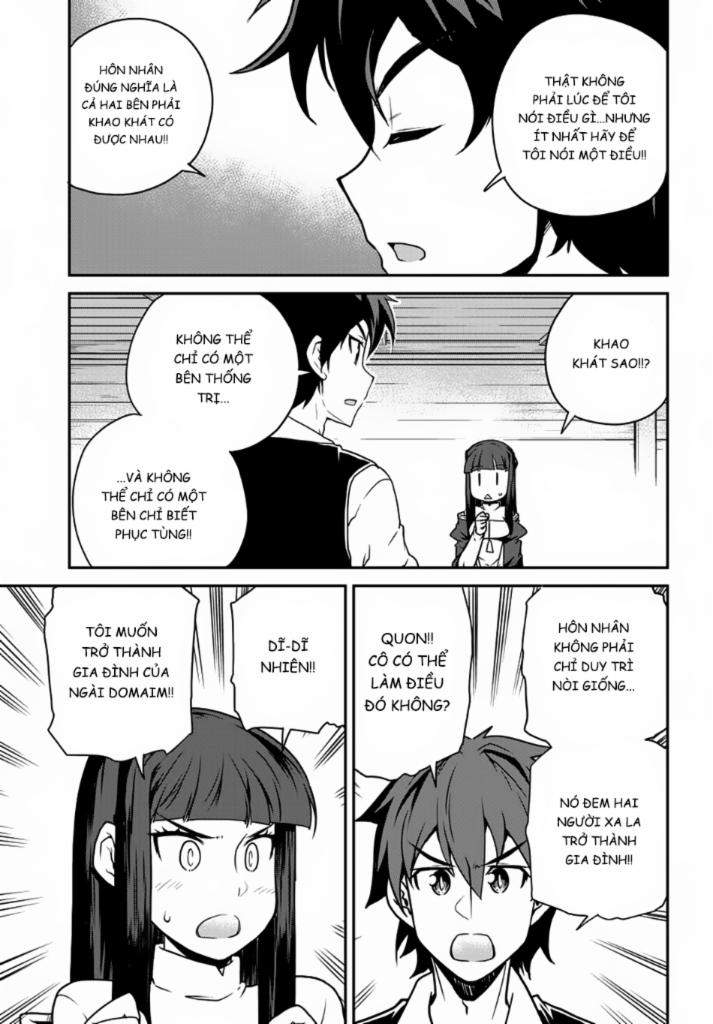 THẬT KHÔNG
PHẢI LÚC ĐỂ TÔI
NÓI ĐIỀU GÌ...NHƯNG
ÍT NHẤT HÃY ĐỂ
TÔI NÓI MỘT ĐIỀU!!
HÔN NHÂN
ĐÚNG NGHĨA LÀ
CẢ HAI BÊN PHẢI
KHAO KHÁT CÓ
ĐƯỢC NHAU!!
KHAO
KHÁT SAO!!?
KHÔNG THỂ
CHỈ CÓ MỘT
BÊN THỐNG
TRỊ...
...VÀ KHÔNG
THỂ CHỈ CÓ MỘT
BÊN CHỈ BIẾT
PHỤC TÙNG!!
HÔN NHÂN
KHÔNG PHẢI
CHỈ DUY TRÌ
NÒI GIỐNG...
NÓ ĐEM HAI
NGƯỜI XA LẠ
TRỞ THÀNH
GIA ĐÌNH!!
QUON!!
CÔ CÓ THỂ
LÀM ĐIỀU
ĐÓ KHÔNG?
DĨ-DĨ
NHIÊN!!
TÔI MUỐN
TRỞ THÀNH
GIA ĐÌNH CỦA
NGÀI DOMAIM!!